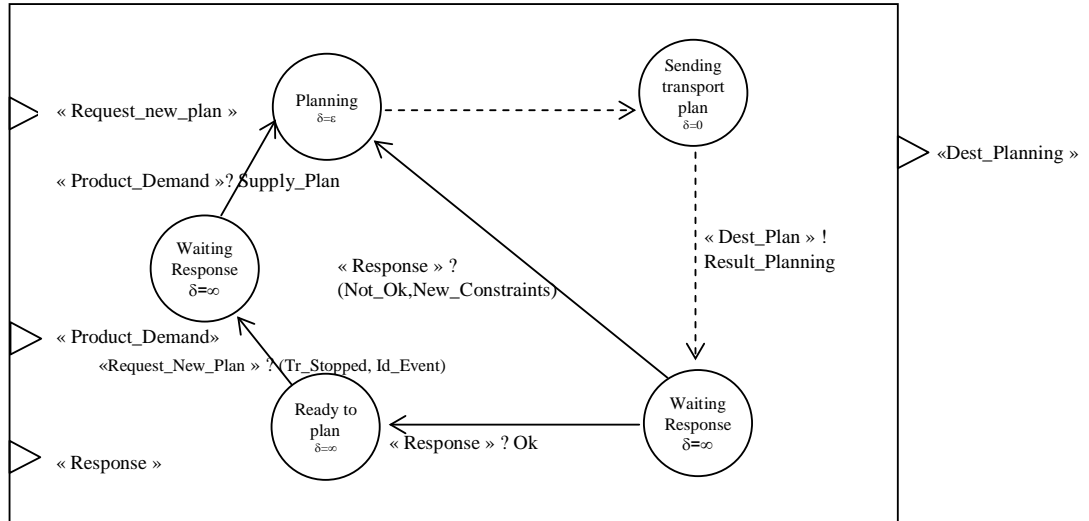 Sending
transport
plan
δ=0
Planning
δ=ε
« Request_new_plan »
«Dest_Planning »
« Product_Demand »? Supply_Plan
« Dest_Plan » !
Result_Planning
Waiting
Response
δ=∞
« Response » ?
(Not_Ok,New_Constraints)
« Product_Demand»
«Request_New_Plan » ? (Tr_Stopped, Id_Event)
Ready to
plan
δ=∞
Waiting
Response
δ=∞
« Response » ? Ok
« Response »